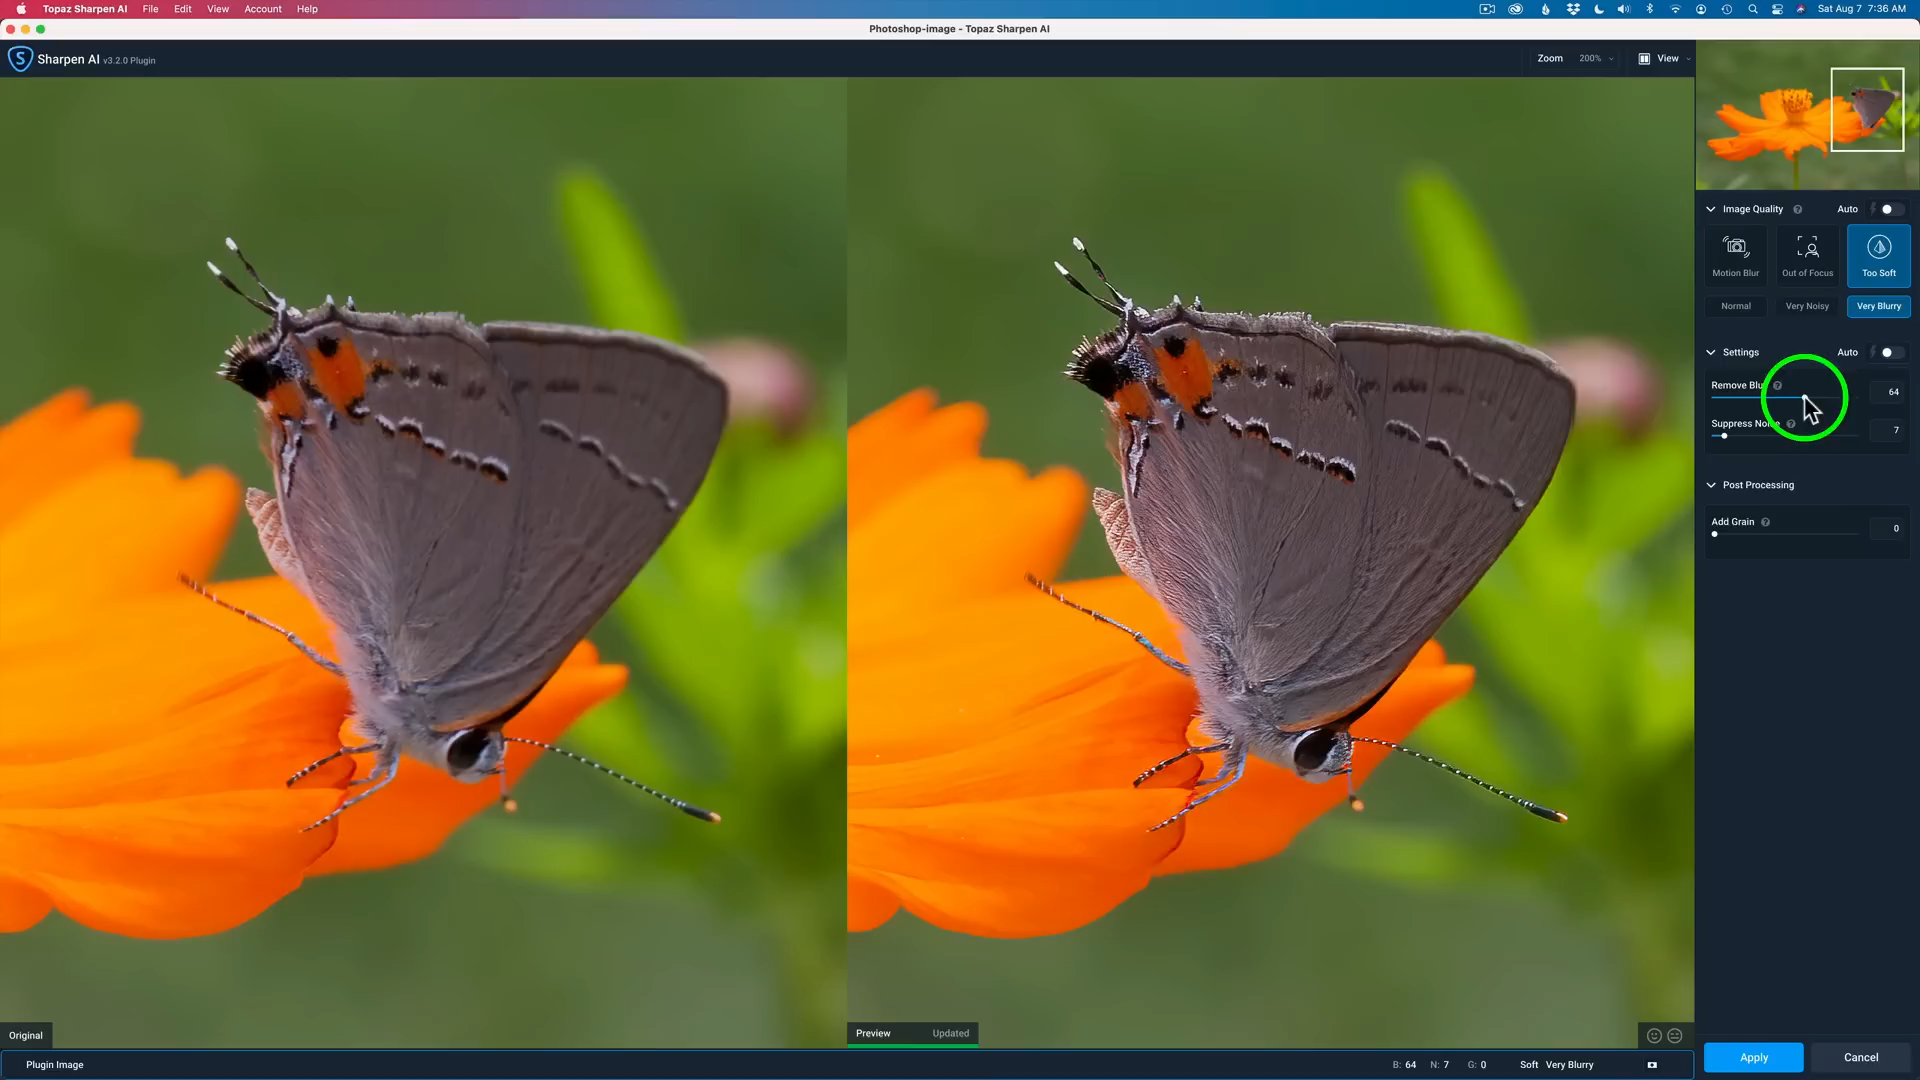 Topaz Sharpen AI File Edit View Account Help Sat Aug 7 7:36 AM
Photoshop-image - Topaz Sharpen AI
S Sharpen AI v3.2.0 Plugin Zoom 200% View
Image Quality ? Auto
Motion Blur Out of Focus Too Soft
Normal Very Noisy Very Blurry
Settings Auto
Remove Blu ? 64
Suppress Noise ? 7
Post Processing
Add Grain ? 0
Original Preview Updated
Plugin Image B: 64 N: 7 G: 0 Soft Very Blurry
Apply Cancel